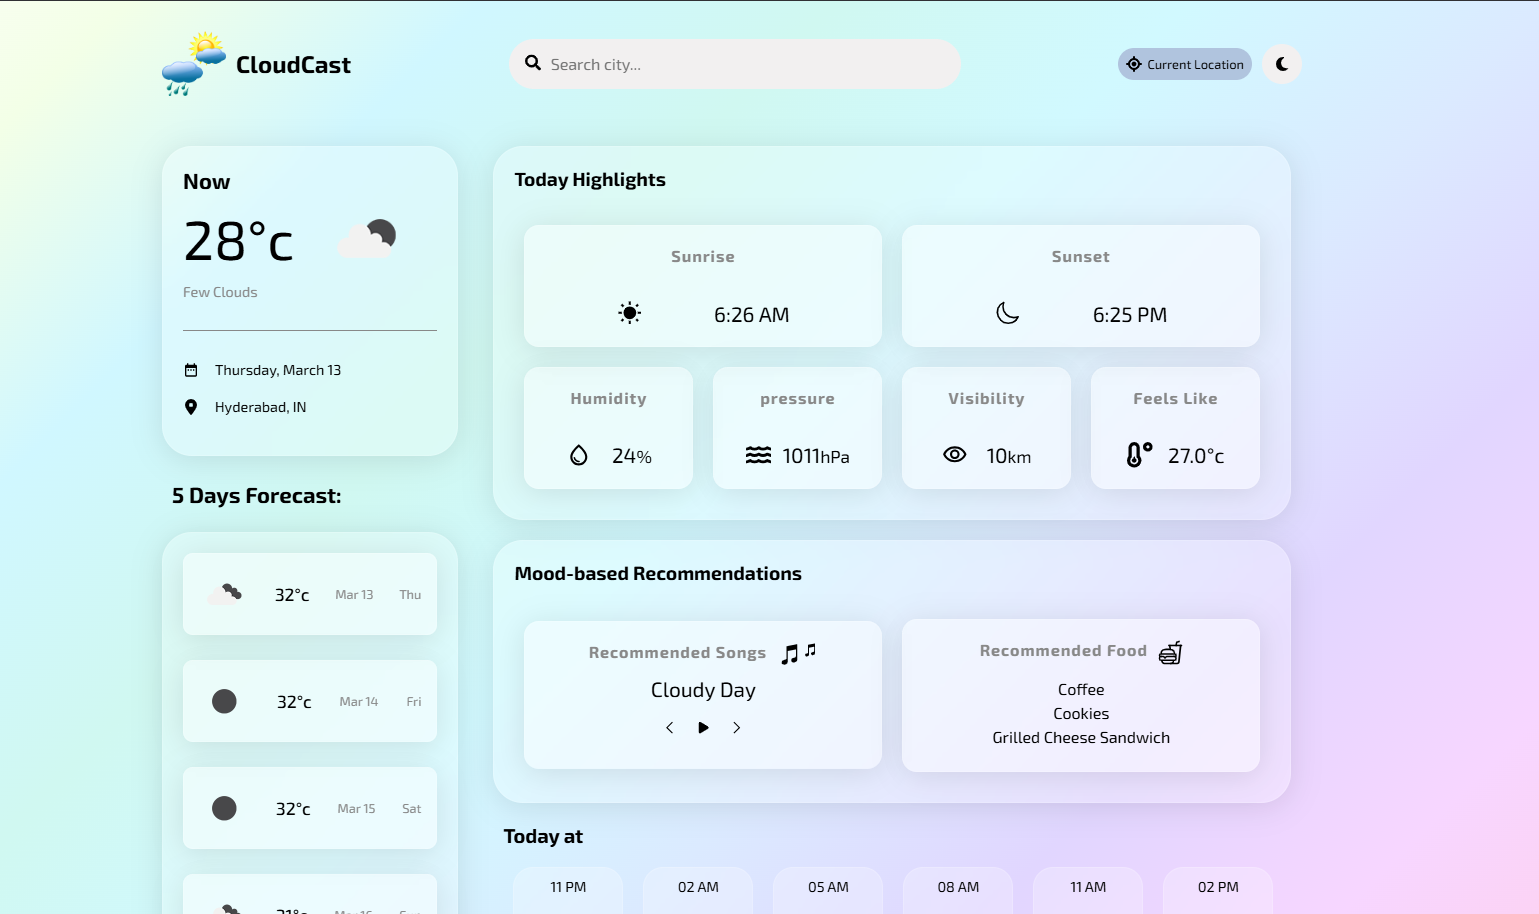 CloudCast
Search city...
Current Location
Now
28°c
Few Clouds
Thursday, March 13
Hyderabad, IN
5 Days Forecast:
32°c Mar 13 Thu
32°c Mar 14 Fri
32°c Mar 15 Sat
Today Highlights
Sunrise
6:26 AM
Sunset
6:25 PM
Humidity
24%
pressure
1011hPa
Visibility
10km
Feels Like
27.0°c
Mood-based Recommendations
Recommended Songs
Cloudy Day
Recommended Food
Coffee
Cookies
Grilled Cheese Sandwich
Today at
11 PM 02 AM 05 AM 08 AM 11 AM 02 PM